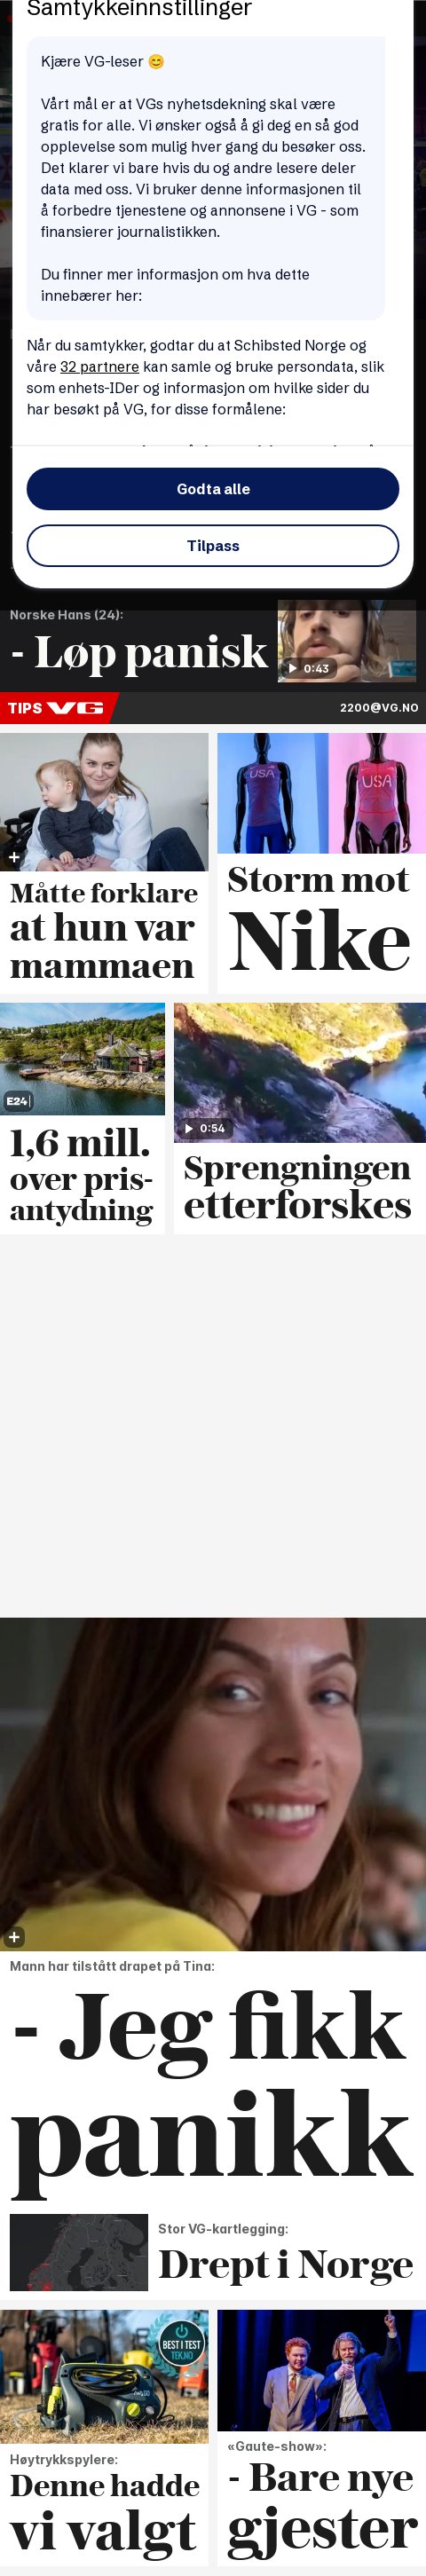 Samtykkeinnstillinger
Kjære VG-leser 😊
Vårt mål er at VGs nyhetsdekning skal være
gratis for alle. Vi ønsker også å gi deg en så god
opplevelse som mulig hver gang du besøker oss.
Det klarer vi bare hvis du og andre lesere deler
data med oss. Vi bruker denne informasjonen til
å forbedre tjenestene og annonsene i VG - som
finansierer journalistikken.
Du finner mer informasjon om hva dette
innebærer her:
Når du samtykker, godtar du at Schibsted Norge og
våre 32 partnere kan samle og bruke persondata, slik
som enhets-IDer og informasjon om hvilke sider du
har besøkt på VG, for disse formålene:
Godta alle
Tilpass
Norske Hans (24):
- Løp panisk
0:43
TIPS VG
2200@VG.NO
USA
USA
Måtte forklare
at hun var
mammaen
Storm mot
Nike
E24
0:54
1,6 mill.
over pris-
antydning
Sprengningen
etterforskes
Mann har tilstått drapet på Tina:
- Jeg fikk
panikk
Stor VG-kartlegging:
Drept i Norge
BEST I TEST
TEKNO
Høytrykkspylere:
Denne hadde
vi valgt
«Gaute-show»:
- Bare nye
gjester